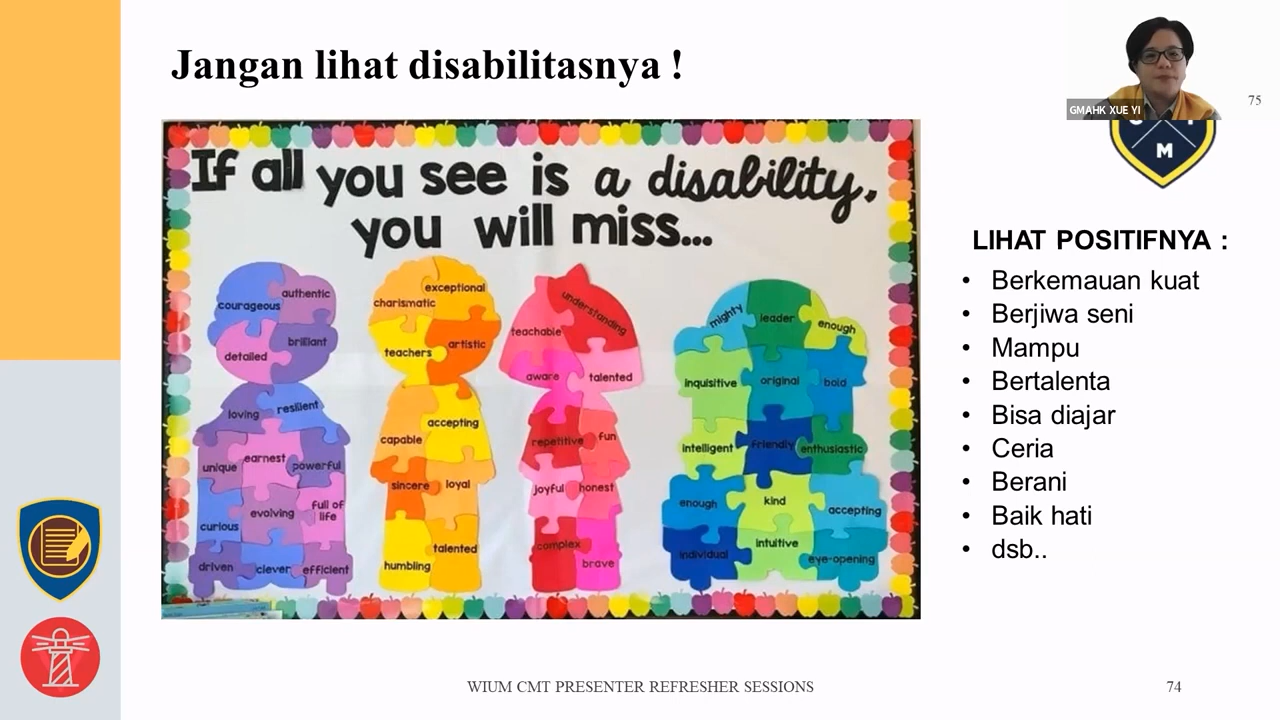 Jangan lihat disabilitasnya !
GMAHK XUE YI
75
M
If all you see is a disability,
you will miss...
courageous
authentic
detailed
brilliant
loving
resilient
unique
earnest
powerful
curious
evolving
full of
life
driven
clever
efficient
charismatic
exceptional
teachers
artistic
capable
accepting
sincere
loyal
humbling
talented
teachable
understanding
aware
talented
repetitive
fun
joyful
honest
complex
brave
mighty
leader
enough
inquisitive
original
bold
intelligent
friendly
enthusiastic
enough
kind
accepting
individual
intuitive
eye-opening
LIHAT POSITIFNYA :
• Berkemauan kuat
• Berjiwa seni
• Mampu
• Bertalenta
• Bisa diajar
• Ceria
• Berani
• Baik hati
• dsb..
WIUM CMT PRESENTER REFRESHER SESSIONS
74